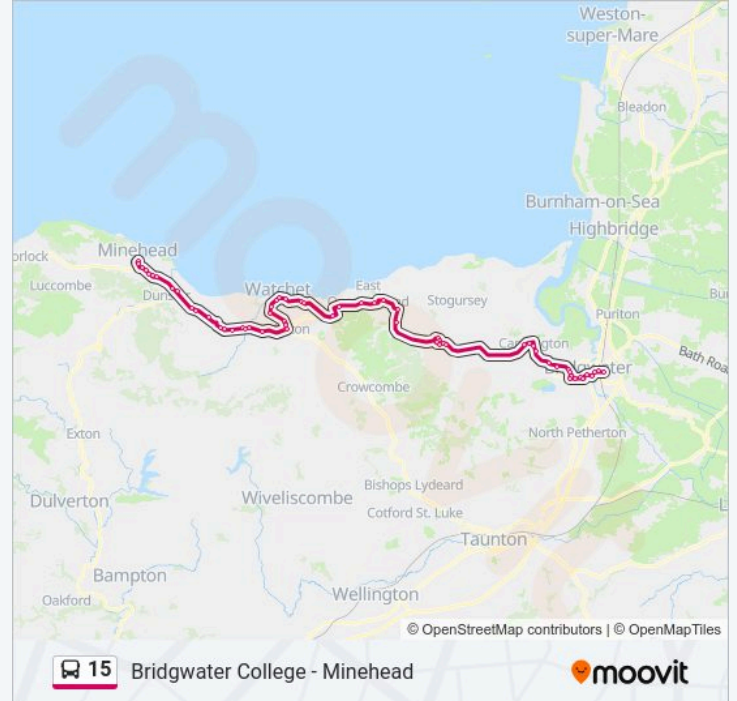 Weston-
super-Mare
Bleadon
Burnham-on-Sea
Highbridge
Minehead
orlock
Luccombe
Watchet
East
Stogursey
Puriton
Bath Roa
Crowcombe
Exton
North Petherton
Bishops Lydeard
Dulverton
Wiveliscombe
Cotford St. Luke
Taunton
Bampton
Oakford
Wellington
© OpenStreetMap contributors | © OpenMapTiles
15 Bridgwater College - Minehead
moovit